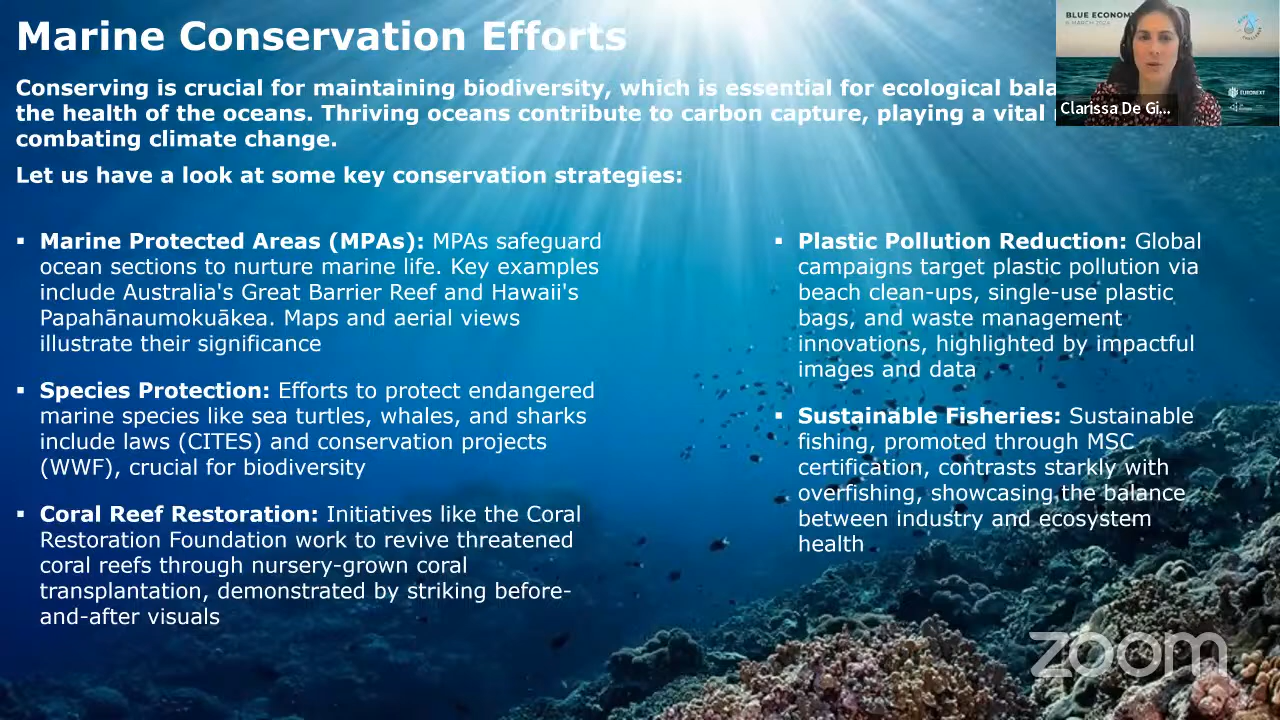 Marine Conservation Efforts
Conserving is crucial for maintaining biodiversity, which is essential for ecological
the health of the oceans. Thriving oceans contribute to carbon capture, playing a vital
combating climate change.
Let us have a look at some key conservation strategies:
▪ Marine Protected Areas (MPAs): MPAs safeguard
ocean sections to nurture marine life. Key examples
include Australia's Great Barrier Reef and Hawaii's
Papahānaumokuākea. Maps and aerial views
illustrate their significance
▪ Species Protection: Efforts to protect endangered
marine species like sea turtles, whales, and sharks
include laws (CITES) and conservation projects
(WWF), crucial for biodiversity
▪ Coral Reef Restoration: Initiatives like the Coral
Restoration Foundation work to revive threatened
coral reefs through nursery-grown coral
transplantation, demonstrated by striking before-
and-after visuals
▪ Plastic Pollution Reduction: Global
campaigns target plastic pollution via
beach clean-ups, single-use plastic
bags, and waste management
innovations, highlighted by impactful
images and data
▪ Sustainable Fisheries: Sustainable
fishing, promoted through MSC
certification, contrasts starkly with
overfishing, showcasing the balance
between industry and ecosystem
health
BLUE ECONOMY
EURONEXT
Clarissa De Gi...
zoom